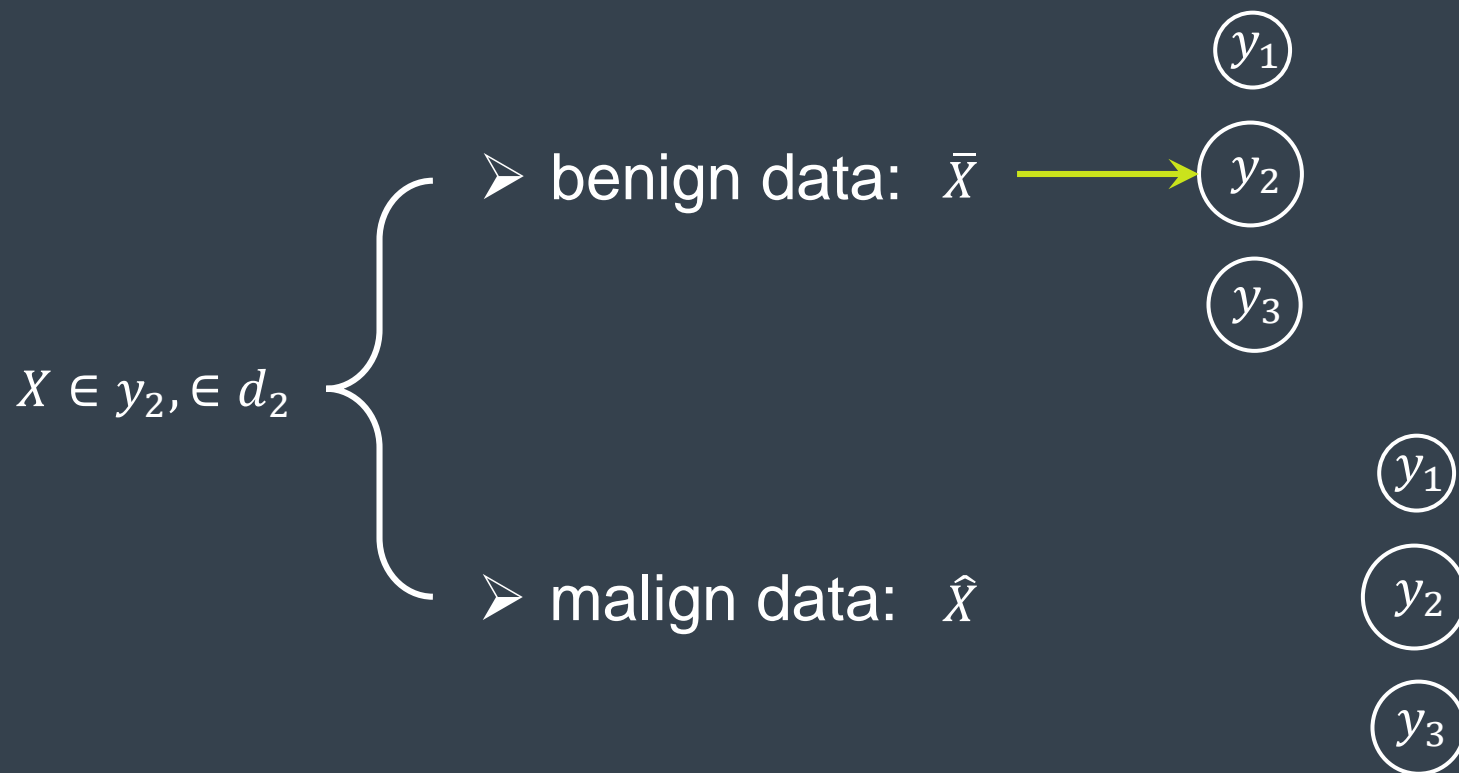 y₁
➢ benign data: X̄
y₂
y₃
X ∈ y₂, ∈ d₂
y₁
➢ malign data: X̂
y₂
y₃